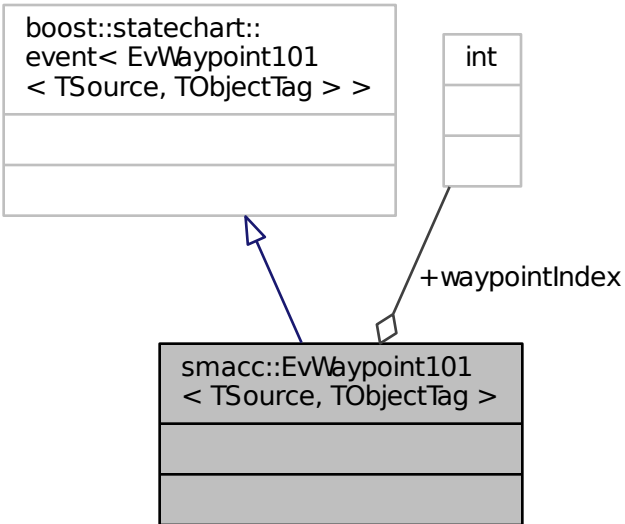 boost::statechart::
event< EvWaypoint101
< TSource, TObjectTag > >
int
+waypointIndex
smacc::EvWaypoint101
< TSource, TObjectTag >